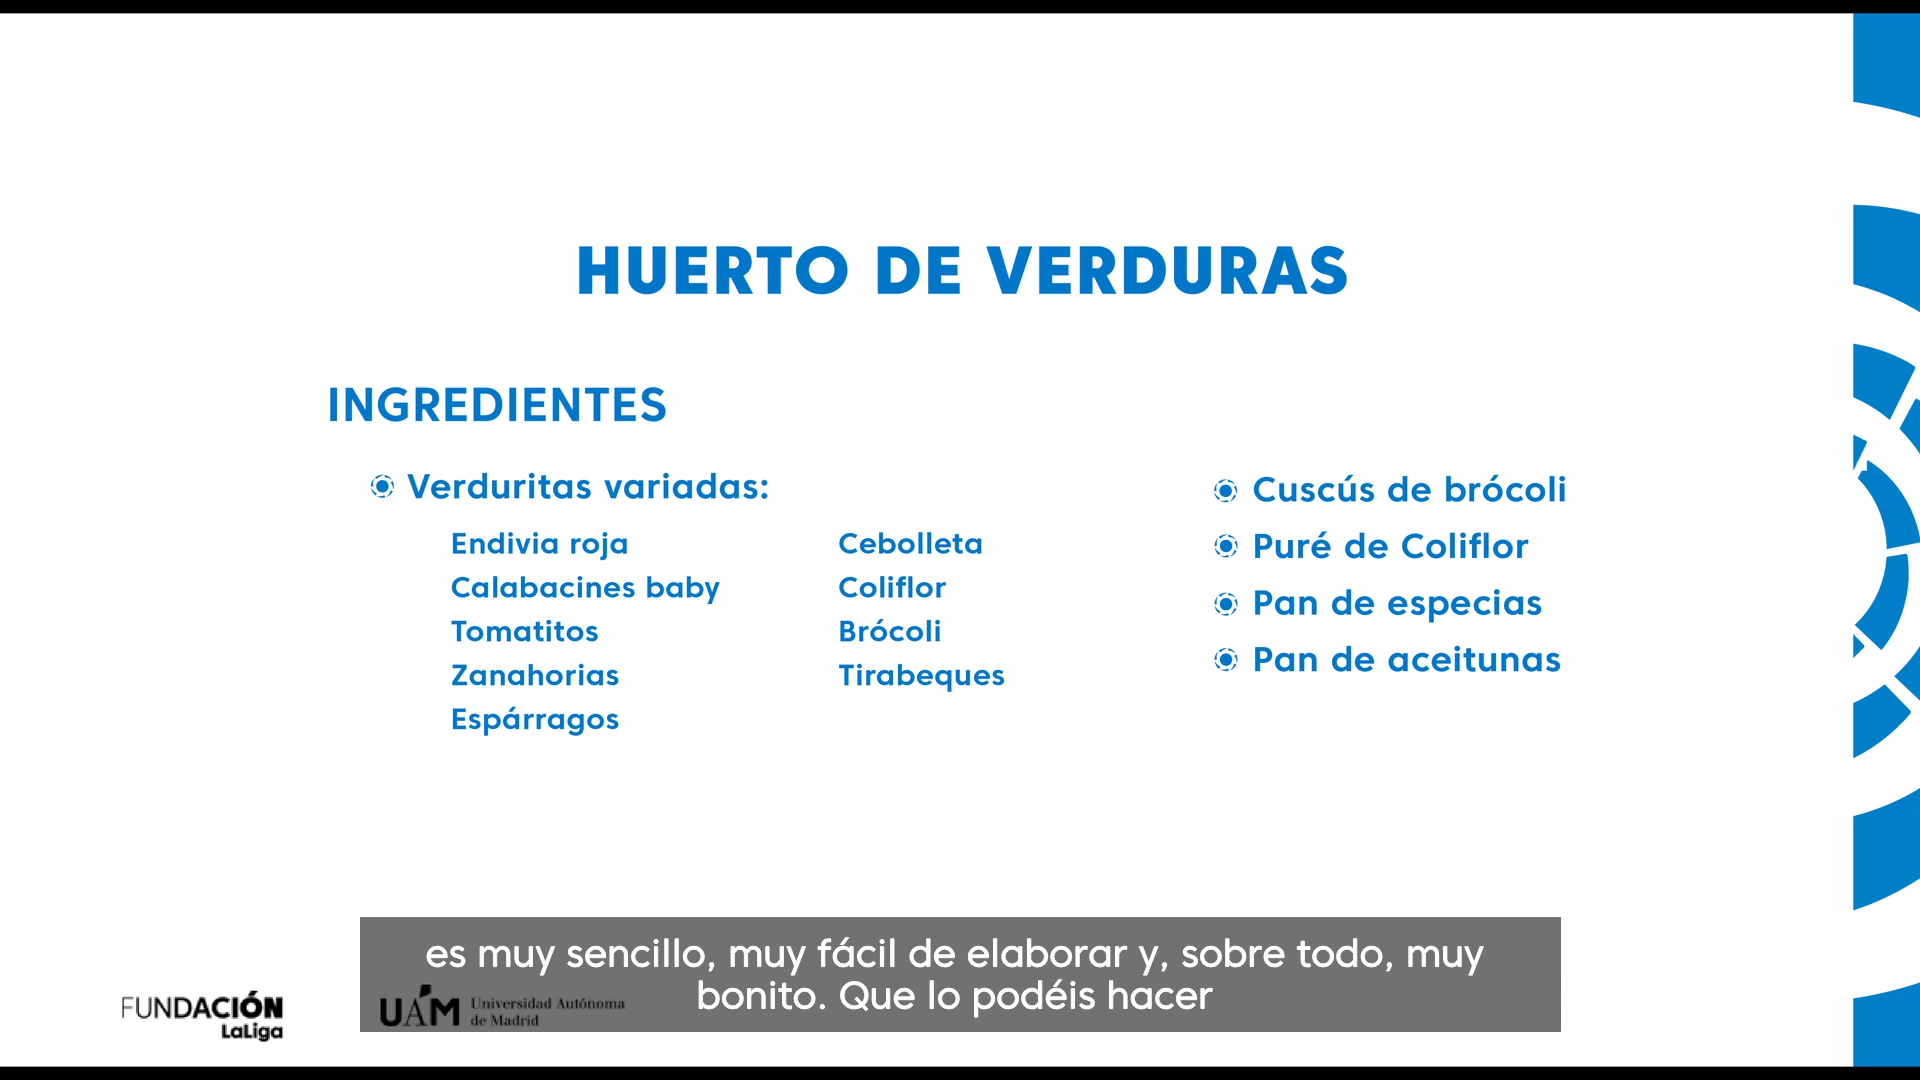 HUERTO DE VERDURAS
INGREDIENTES
Verduritas variadas:
Endivia roja
Calabacines baby
Tomatitos
Zanahorias
Espárragos
Cebolleta
Coliflor
Brócoli
Tirabeques
Cuscús de brócoli
Puré de Coliflor
Pan de especias
Pan de aceitunas
es muy sencillo, muy fácil de elaborar y, sobre todo, muy
bonito. Que lo podéis hacer
FUNDACIÓN
LaLiga
UAM
Universidad Autónoma
de Madrid